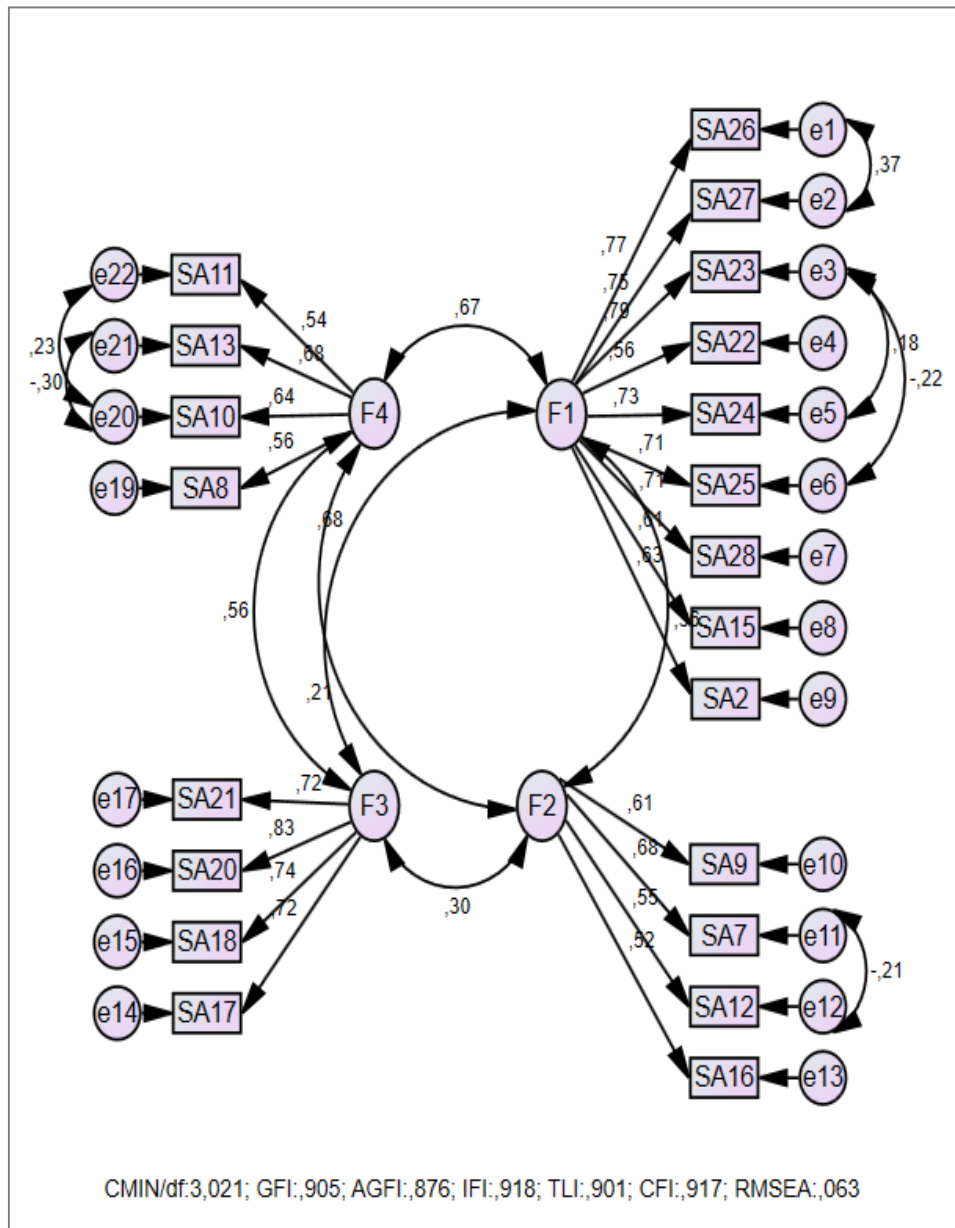 SA26 e1
,37
SA27 e2
,77
,75
SA23 e3
e22 SA11
,79
,54
,67
,56
SA22 e4
,18
,23
e21 SA13
,68
-,22
-,30
,64
,73
e20 SA10
F4
F1
SA24 e5
,56
,71
e19 SA8
,71
SA25 e6
,68
,61
,63
SA28 e7
,56
SA15 e8
,21
SA2 e9
e17 SA21
,72
F3
F2
,61
,83
,68
e16 SA20
,74
SA9 e10
,72
,30
,55
e15 SA18
,52
SA7 e11
-,21
e14 SA17
SA12 e12
SA16 e13
CMIN/df:3,021; GFI:,905; AGFI:,876; IFI:,918; TLI:,901; CFI:,917; RMSEA:,063